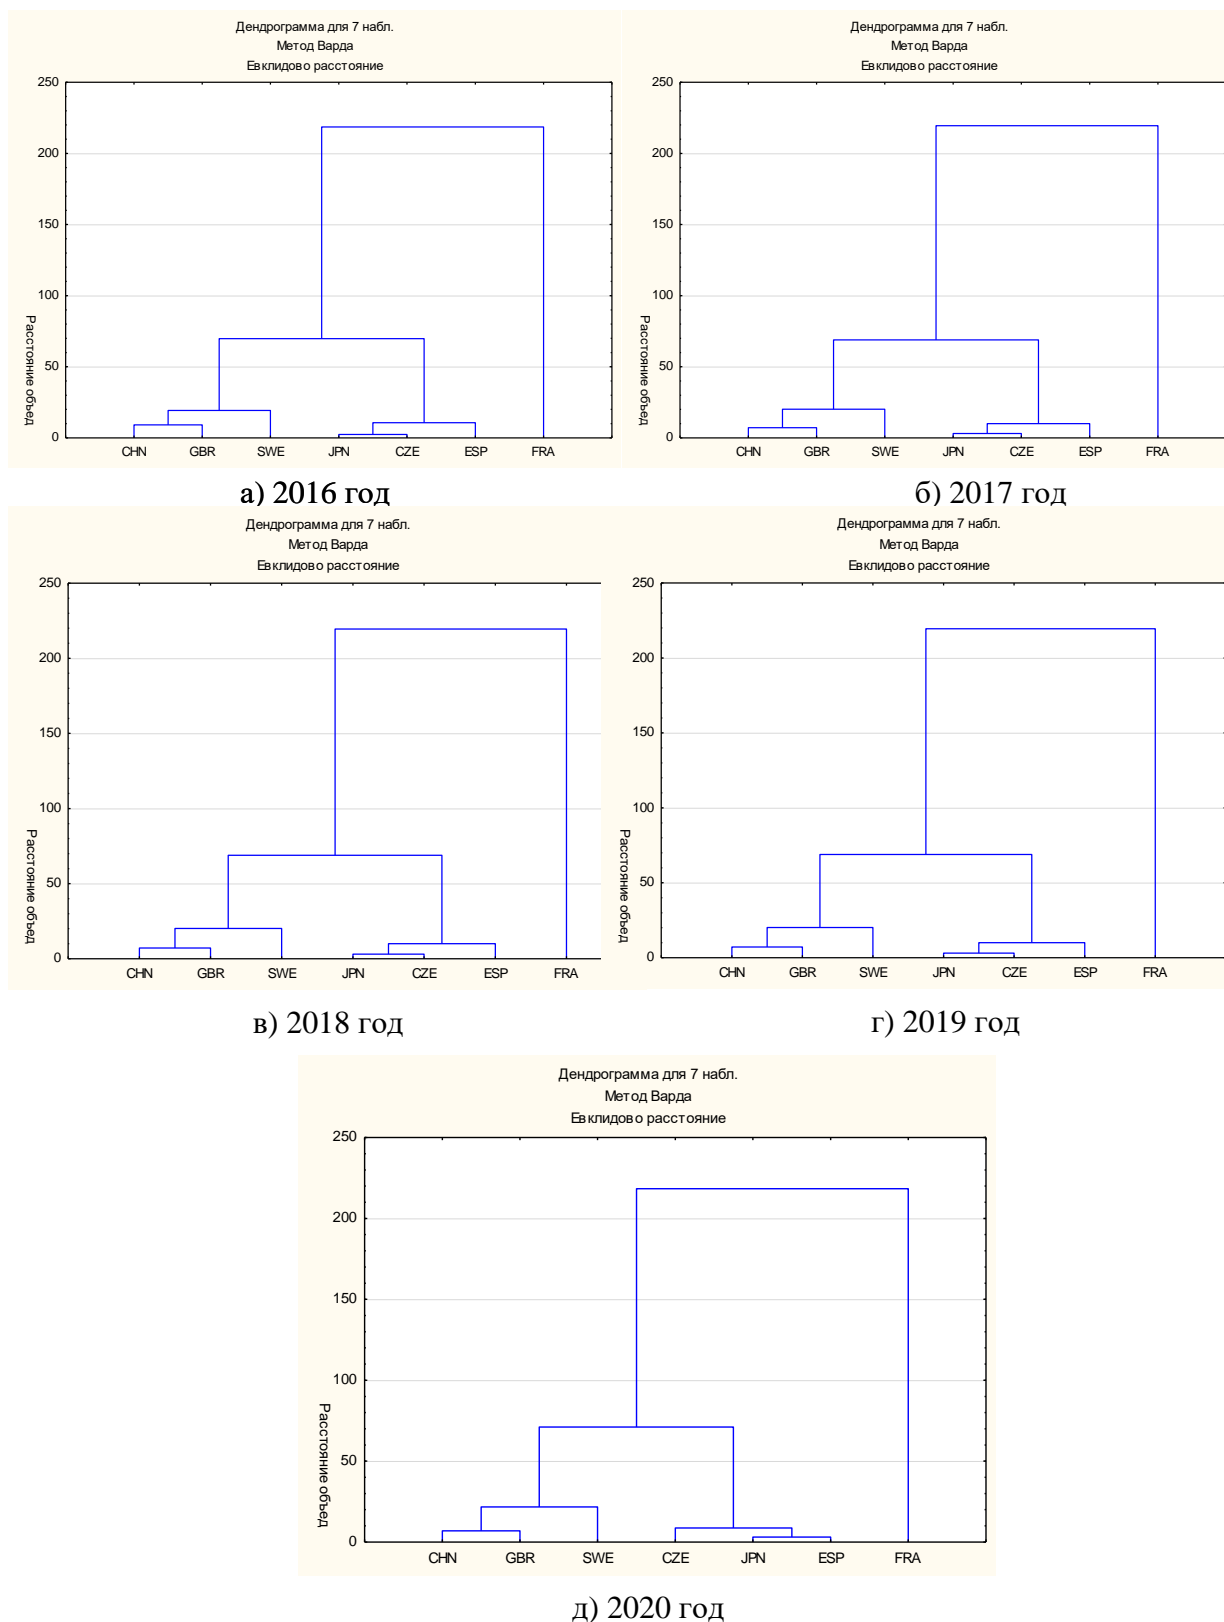 Дендрограмма для 7 набл.
Метод Варда
Евклидово расстояние
250
200
150
100
50
0
Расстояние объед
CHN GBR SWE JPN CZE ESP FRA
а) 2016 год
Дендрограмма для 7 набл.
Метод Варда
Евклидово расстояние
250
200
150
100
50
0
Расстояние объед
CHN GBR SWE JPN CZE ESP FRA
б) 2017 год
Дендрограмма для 7 набл.
Метод Варда
Евклидово расстояние
250
200
150
100
50
0
Расстояние объед
CHN GBR SWE JPN CZE ESP FRA
в) 2018 год
Дендрограмма для 7 набл.
Метод Варда
Евклидово расстояние
250
200
150
100
50
0
Расстояние объед
CHN GBR SWE JPN CZE ESP FRA
г) 2019 год
Дендрограмма для 7 набл.
Метод Варда
Евклидово расстояние
250
200
150
100
50
0
Расстояние объед
CHN GBR SWE CZE JPN ESP FRA
д) 2020 год